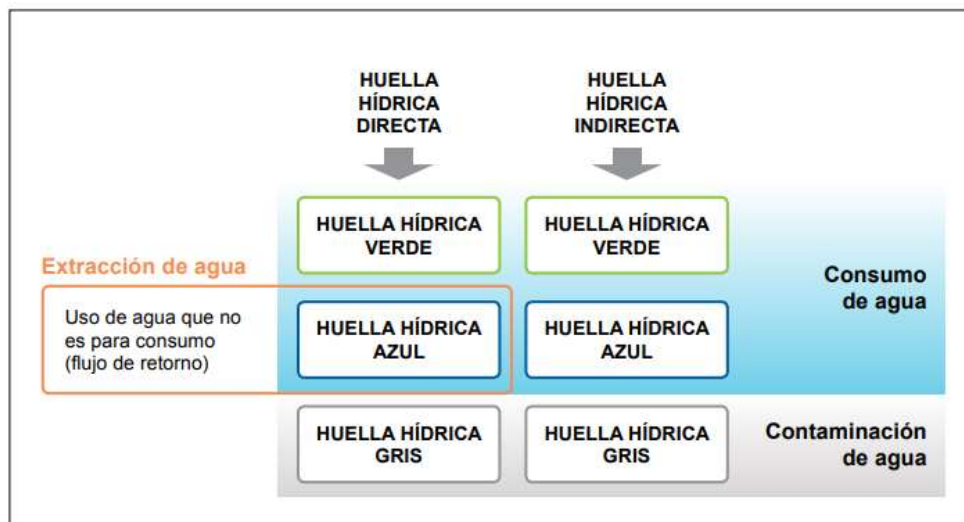 HUELLA
HÍDRICA
DIRECTA
HUELLA
HÍDRICA
INDIRECTA
HUELLA HÍDRICA
VERDE
HUELLA HÍDRICA
VERDE
Extracción de agua
Consumo
de agua
Uso de agua que no
es para consumo
(flujo de retorno)
HUELLA HÍDRICA
AZUL
HUELLA HÍDRICA
AZUL
HUELLA HÍDRICA
GRIS
HUELLA HÍDRICA
GRIS
Contaminación
de agua